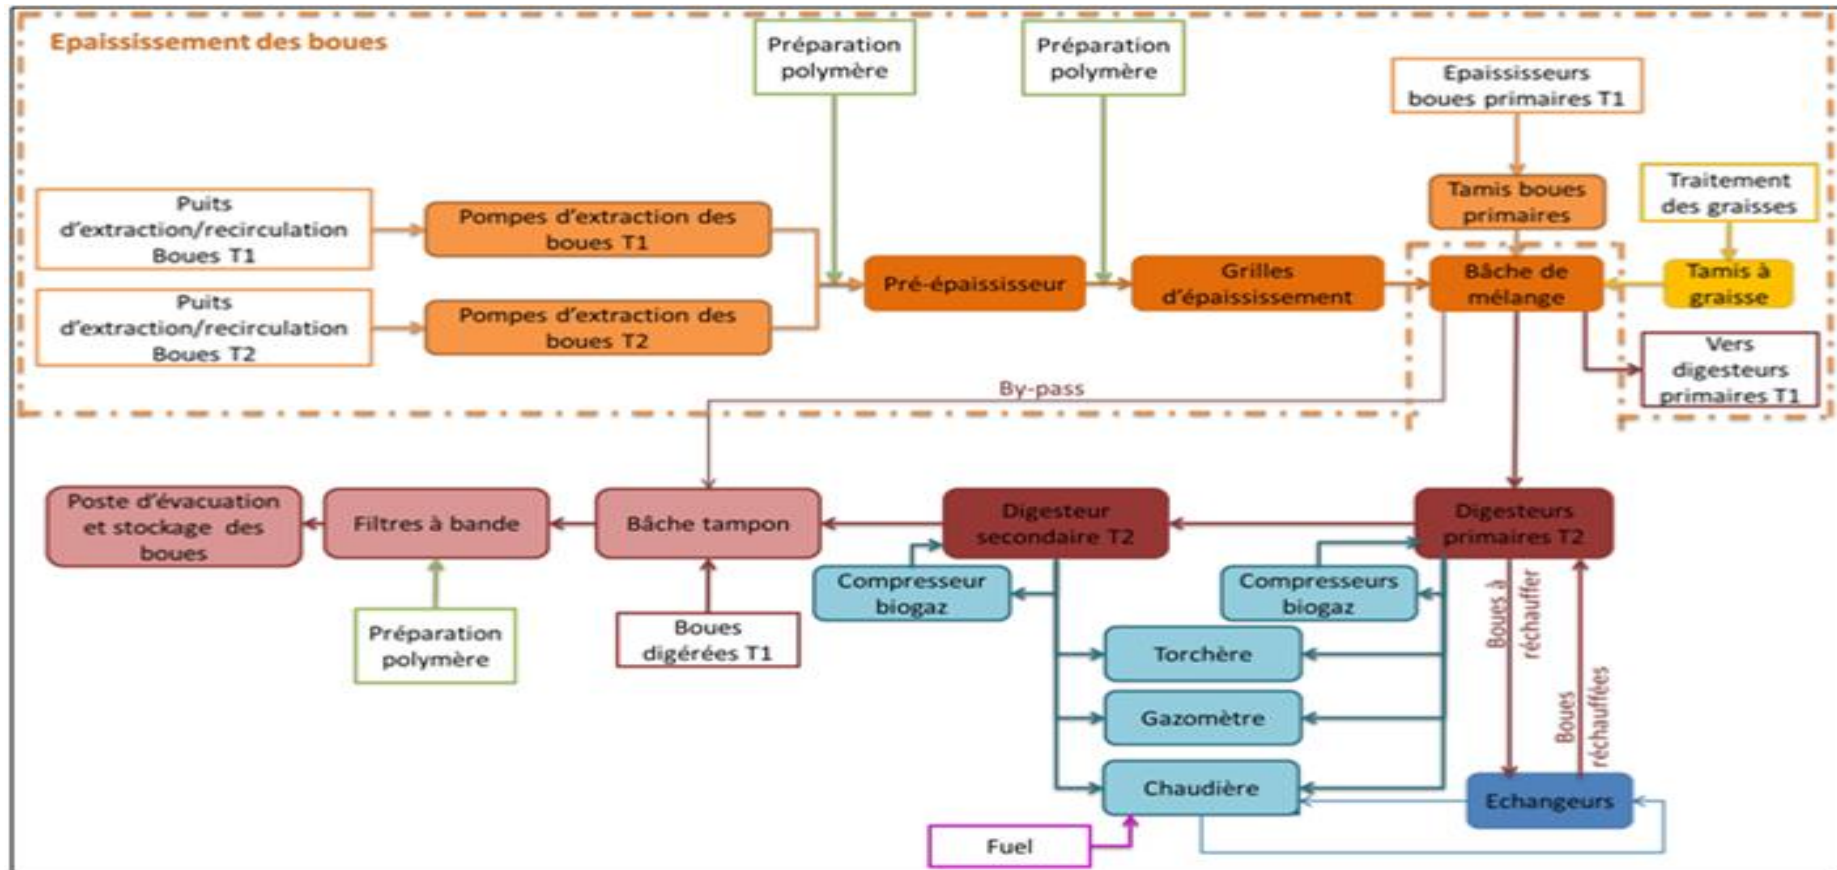 Epaississement des boues
Préparation
polymère
Préparation
polymère
Epaississeurs
boues primaires T1
Puits
d'extraction/recirculation
Boues T1
Pompes d'extraction des
boues T1
Tamis boues
primaires
Traitement
des graisses
Pré-épaississeur
Grilles
d'épaississement
Bâche de
mélange
Tamis à
graisse
Puits
d'extraction/recirculation
Boues T2
Pompes d'extraction des
boues T2
Vers
digesteurs
primaires T1
By-pass
Poste d'évacuation
et stockage des
boues
Filtres à bande
Bâche tampon
Digesteur
secondaire T2
Digesteurs
primaires T2
Compresseur
biogaz
Compresseurs
biogaz
Boues à
réchauffer
Préparation
polymère
Boues
digérées T1
Torchère
Gazomètre
Boues
réchauffées
Chaudière
Echangeurs
Fuel